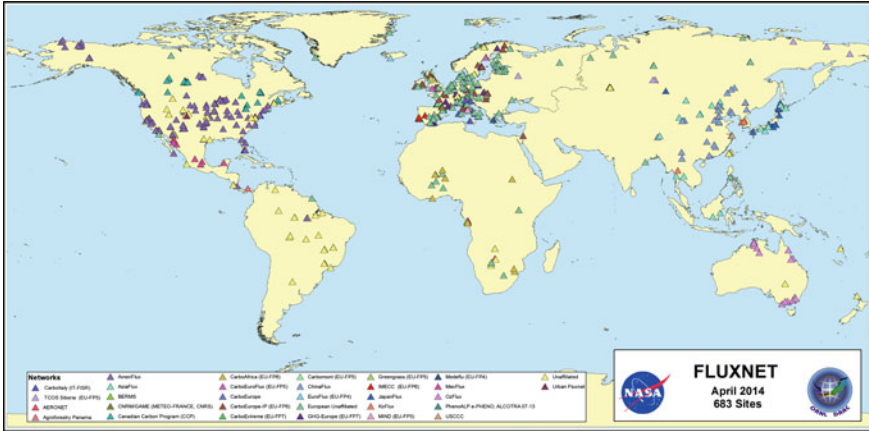 Networks
CarboItaly (IT-FISR)
TCOS Siberia (EU-FP5)
AERONET
Agroforestry Panama
AmeriFlux
AsiaFlux
BERMS
CNRM/GAME (METEO-FRANCE, CNRS)
Canadian Carbon Program (CCP)
CarboAfrica (EU-FP6)
CarboEuroFlux (EU-FP5)
CarboEurope
CarboEurope-IP (EU-FP6)
CarboExtreme (EU-FP7)
Carbomont (EU-FP5)
ChinaFlux
EuroFlux (EU-FP4)
European Unaffiliated
GHG-Europe (EU-FP7)
Greengrass (EU-FP5)
IMECC (EU-FP6)
JapanFlux
KoFlux
MIND (EU-FP5)
Medeflu (EU-FP4)
MexFlux
OzFlux
PhenoALP e-PHENO, ALCOTRA 07-13
USCCC
Unaffiliated
Urban Fluxnet
NASA
FLUXNET
April 2014
683 Sites
ORNL DAAC